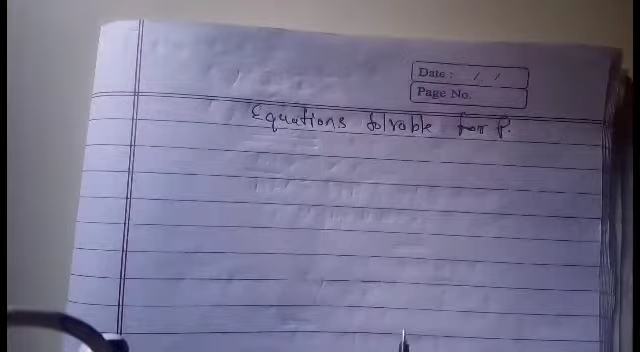 Date : / /
Page No.
Equations solvable for P.